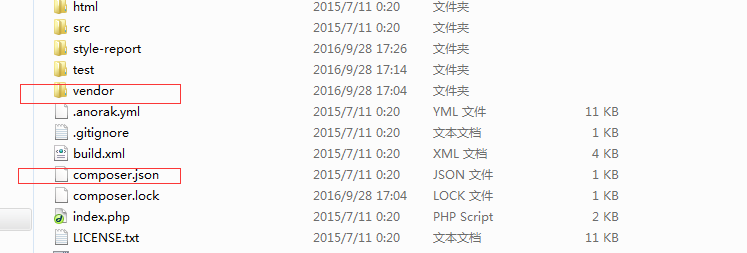 html 2015/7/11 0:20 文件夹
src 2015/7/11 0:20 文件夹
style-report 2016/9/28 17:26 文件夹
test 2016/9/28 17:14 文件夹
vendor 2016/9/28 17:04 文件夹
.anorak.yml 2015/7/11 0:20 YML 文件 11 KB
.gitignore 2015/7/11 0:20 文本文档 1 KB
build.xml 2015/7/11 0:20 XML 文档 4 KB
composer.json 2015/7/11 0:20 JSON 文件 1 KB
composer.lock 2016/9/28 17:04 LOCK 文件 1 KB
index.php 2015/7/11 0:20 PHP Script 2 KB
LICENSE.txt 2015/7/11 0:20 文本文档 11 KB